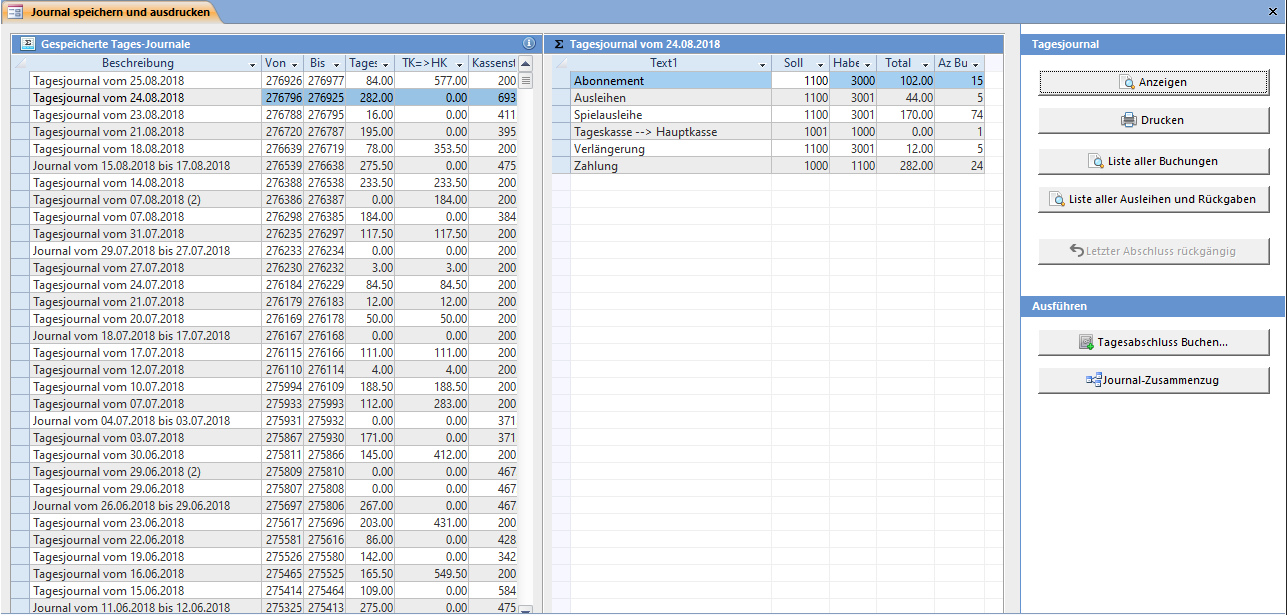 Journal speichern und ausdrucken
Gespeicherte Tages-Journale
Beschreibung Von Bis Tages TK=>HK Kassenst
Tagesjournal vom 25.08.2018 276926 276977 84.00 577.00 200
Tagesjournal vom 24.08.2018 276796 276925 282.00 0.00 693
Tagesjournal vom 23.08.2018 276788 276795 16.00 0.00 411
Tagesjournal vom 21.08.2018 276720 276787 195.00 0.00 395
Tagesjournal vom 18.08.2018 276639 276719 78.00 353.50 200
Journal vom 15.08.2018 bis 17.08.2018 276539 276638 275.50 0.00 475
Tagesjournal vom 14.08.2018 276388 276538 233.50 233.50 200
Tagesjournal vom 07.08.2018 (2) 276386 276387 0.00 184.00 200
Tagesjournal vom 07.08.2018 276298 276385 184.00 0.00 384
Tagesjournal vom 31.07.2018 276235 276297 117.50 117.50 200
Journal vom 29.07.2018 bis 27.07.2018 276233 276234 0.00 0.00 200
Tagesjournal vom 27.07.2018 276230 276232 3.00 3.00 200
Tagesjournal vom 24.07.2018 276184 276229 84.50 84.50 200
Tagesjournal vom 21.07.2018 276179 276183 12.00 12.00 200
Tagesjournal vom 20.07.2018 276169 276178 50.00 50.00 200
Journal vom 18.07.2018 bis 17.07.2018 276167 276168 0.00 0.00 200
Tagesjournal vom 17.07.2018 276115 276166 111.00 111.00 200
Tagesjournal vom 12.07.2018 276110 276114 4.00 4.00 200
Tagesjournal vom 10.07.2018 275994 276109 188.50 188.50 200
Tagesjournal vom 07.07.2018 275933 275993 112.00 283.00 200
Journal vom 04.07.2018 bis 03.07.2018 275931 275932 0.00 0.00 371
Tagesjournal vom 03.07.2018 275867 275930 171.00 0.00 371
Tagesjournal vom 30.06.2018 275811 275866 145.00 412.00 200
Tagesjournal vom 29.06.2018 (2) 275809 275810 0.00 0.00 467
Tagesjournal vom 29.06.2018 275807 275808 0.00 0.00 467
Journal vom 26.06.2018 bis 29.06.2018 275697 275806 267.00 0.00 467
Tagesjournal vom 23.06.2018 275617 275696 203.00 431.00 200
Tagesjournal vom 22.06.2018 275581 275616 86.00 0.00 428
Tagesjournal vom 19.06.2018 275526 275580 142.00 0.00 342
Tagesjournal vom 16.06.2018 275465 275525 165.50 549.50 200
Tagesjournal vom 15.06.2018 275414 275464 109.00 0.00 584
Journal vom 11.06.2018 bis 12.06.2018 275325 275413 275.00 0.00 475
Σ Tagesjournal vom 24.08.2018
Text1 Soll Habe Total Az Bu
Abonnement 1100 3000 102.00 15
Ausleihen 1100 3001 44.00 5
Spielausleihe 1100 3001 170.00 74
Tageskasse --> Hauptkasse 1001 1000 0.00 1
Verlängerung 1100 3001 12.00 5
Zahlung 1000 1100 282.00 24
Tagesjournal
Anzeigen
Drucken
Liste aller Buchungen
Liste aller Ausleihen und Rückgaben
Letzter Abschluss rückgängig
Ausführen
Tagesabschluss Buchen...
Journal-Zusammenzug